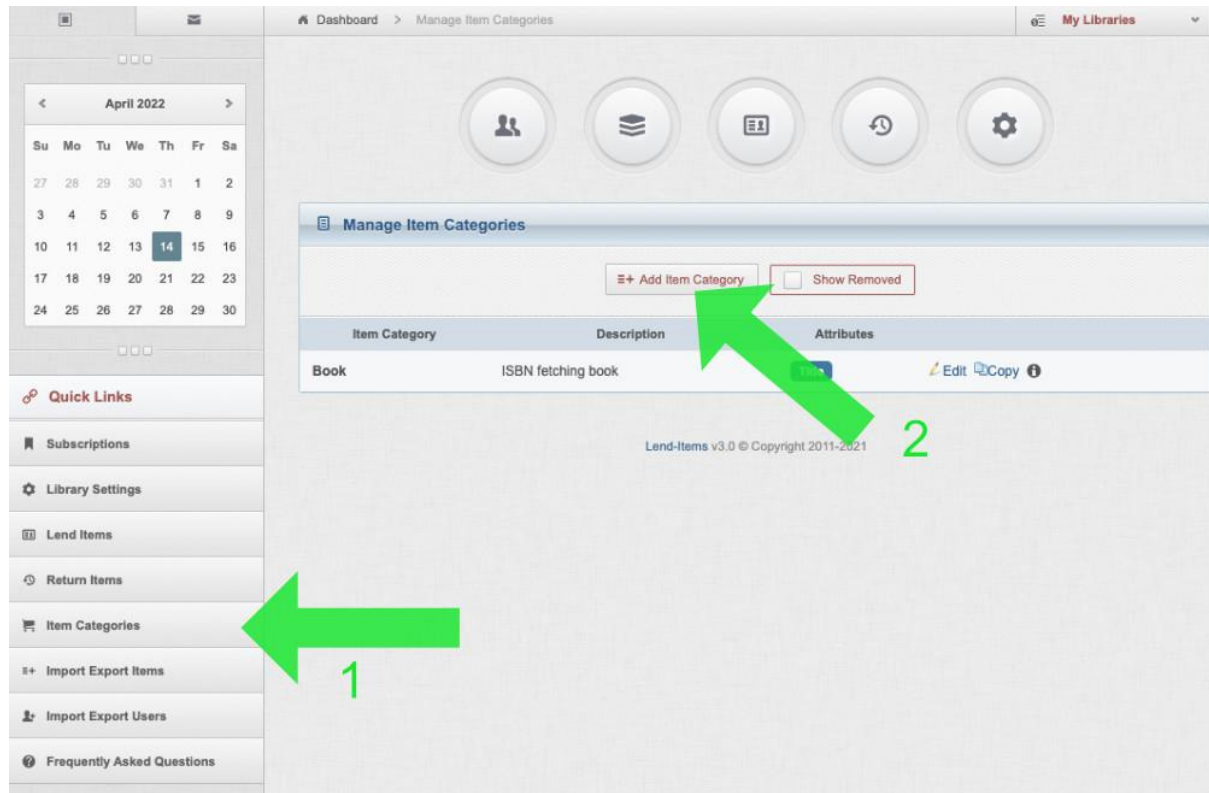 Dashboard > Manage Item Categories
My Libraries
< April 2022 >
Su Mo Tu We Th Fr Sa
27 28 29 30 31 1 2
3 4 5 6 7 8 9
10 11 12 13 14 15 16
17 18 19 20 21 22 23
24 25 26 27 28 29 30
Quick Links
Subscriptions
Library Settings
Lend Items
Return Items
Item Categories
Import Export Items
Import Export Users
Frequently Asked Questions
1
Manage Item Categories
Add Item Category Show Removed
Item Category Description Attributes
Book ISBN fetching book Title Edit Copy
Lend-Items v3.0 © Copyright 2011-2021
2